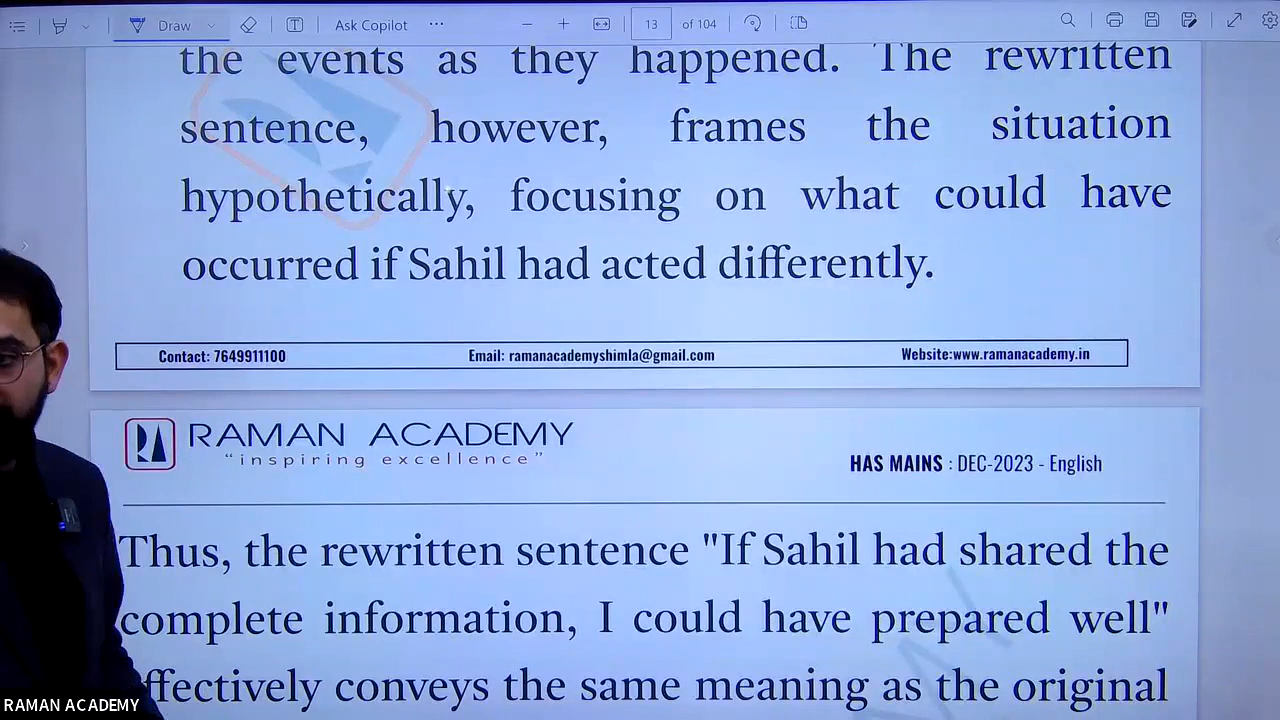 Draw
Ask Copilot
13 of 104
the events as they happened. The rewritten
sentence, however, frames the situation
hypothetically, focusing on what could have
occurred if Sahil had acted differently.
Contact: 7649911100 Email: ramanacademyshimla@gmail.com Website:www.ramanacademy.in
RAMAN ACADEMY
"inspiring excellence"
HAS MAINS : DEC-2023 - English
Thus, the rewritten sentence "If Sahil had shared the
complete information, I could have prepared well"
effectively conveys the same meaning as the original
RAMAN ACADEMY